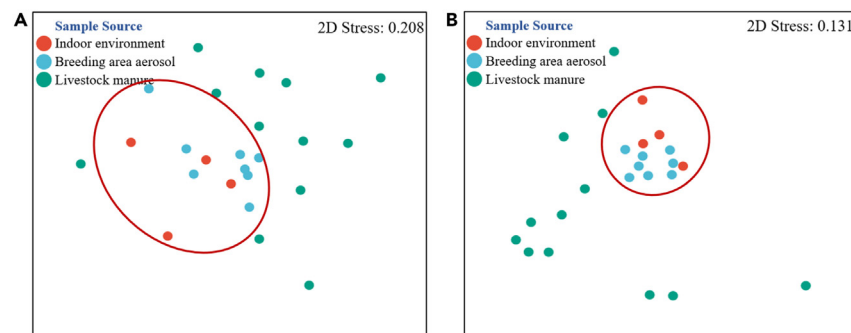 A
Sample Source
2D Stress: 0.208
Indoor environment
Breeding area aerosol
Livestock manure
B
Sample Source
2D Stress: 0.131
Indoor environment
Breeding area aerosol
Livestock manure